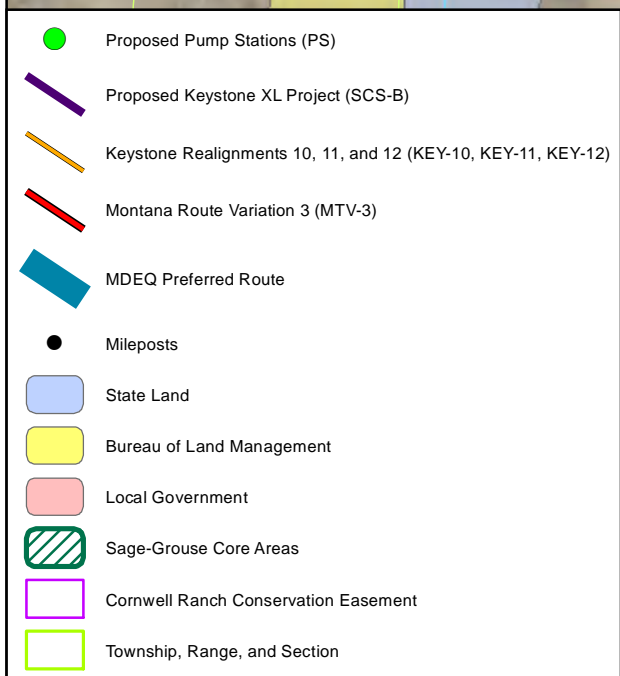 Proposed Pump Stations (PS)
Proposed Keystone XL Project (SCS-B)
Keystone Realignments 10, 11, and 12 (KEY-10, KEY-11, KEY-12)
Montana Route Variation 3 (MTV-3)
MDEQ Preferred Route
Mileposts
State Land
Bureau of Land Management
Local Government
Sage-Grouse Core Areas
Cornwell Ranch Conservation Easement
Township, Range, and Section